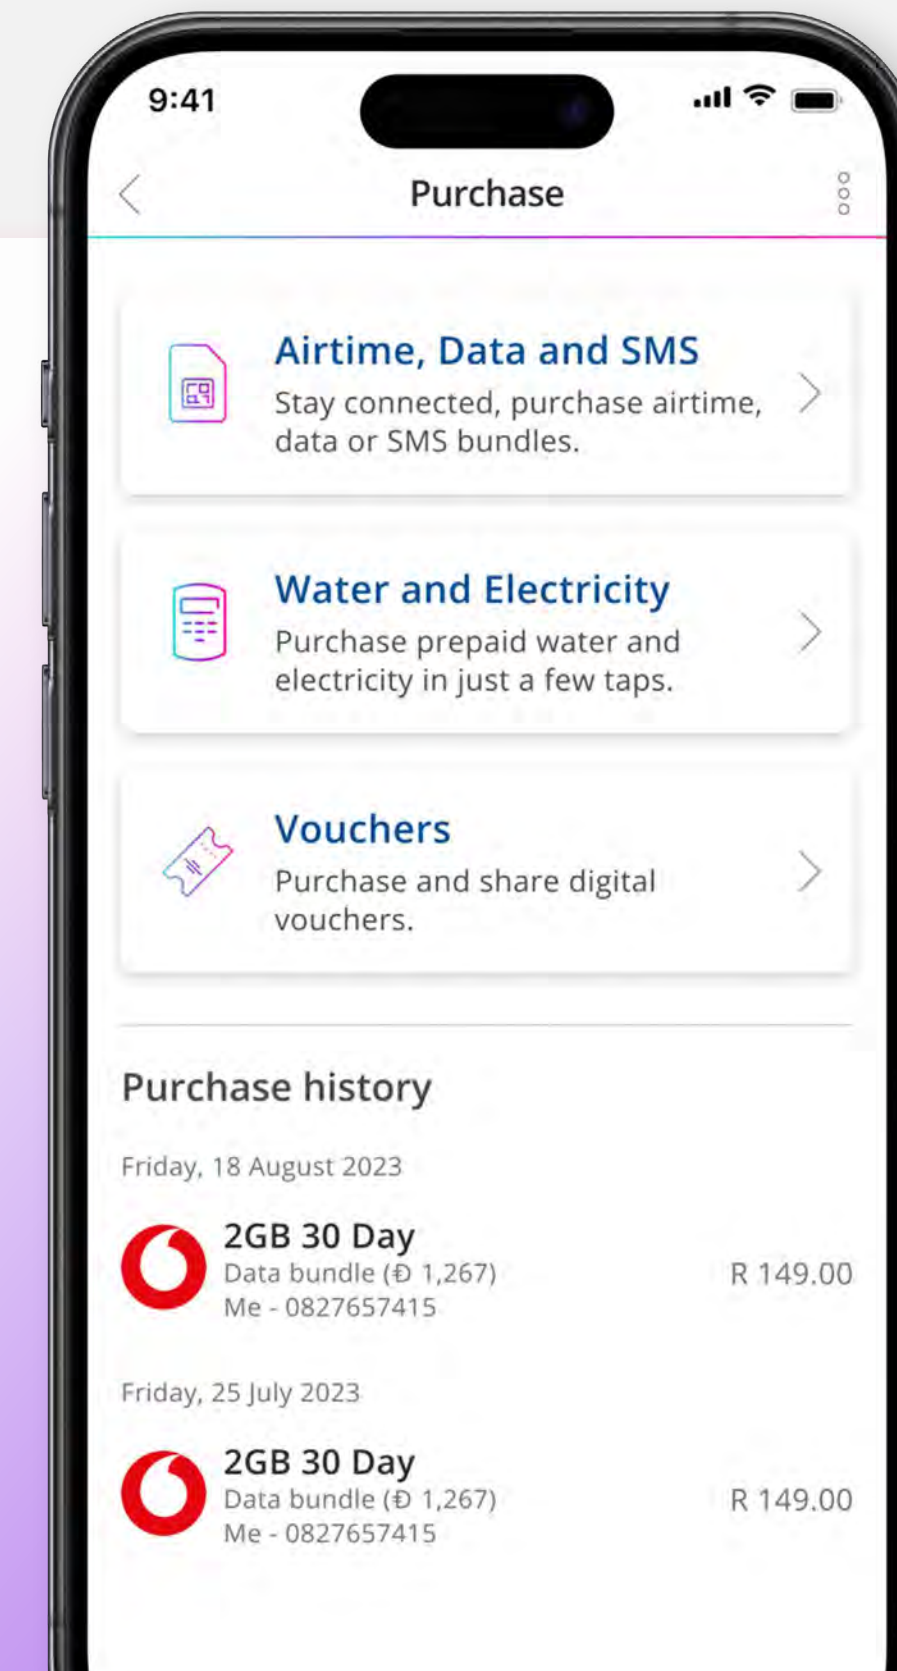 9:41
Purchase
Airtime, Data and SMS
Stay connected, purchase airtime,
data or SMS bundles.
Water and Electricity
Purchase prepaid water and
electricity in just a few taps.
Vouchers
Purchase and share digital
vouchers.
Purchase history
Friday, 18 August 2023
2GB 30 Day
Data bundle (Đ 1,267)
R 149.00
Me - 0827657415
Friday, 25 July 2023
2GB 30 Day
Data bundle (Đ 1,267)
R 149.00
Me - 0827657415